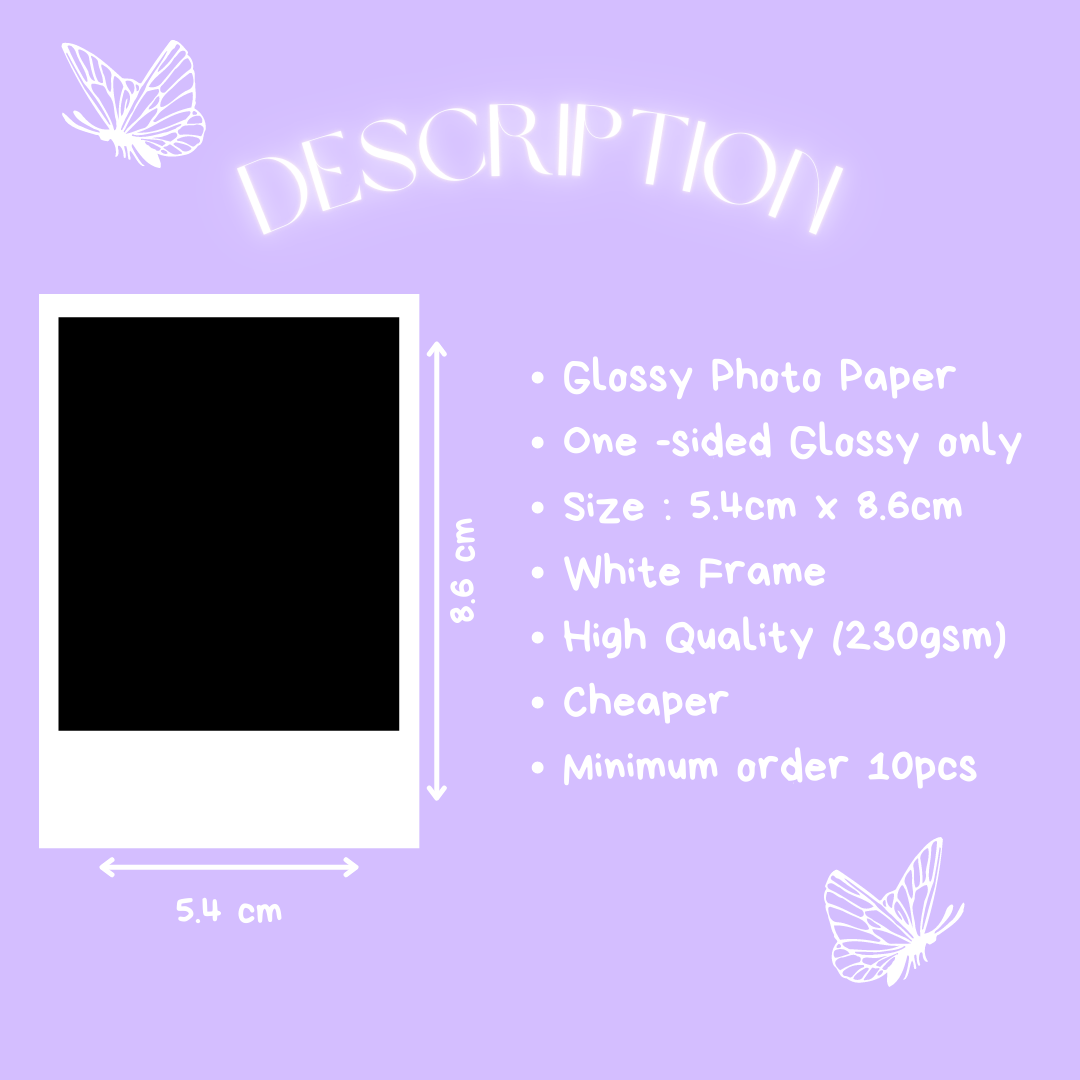 DESCRIPTION
• Glossy Photo Paper
• One -sided Glossy only
• Size : 5.4cm x 8.6cm
• White Frame
• High Quality (230gsm)
• Cheaper
• Minimum order 10pcs
8.6 cm
5.4 cm